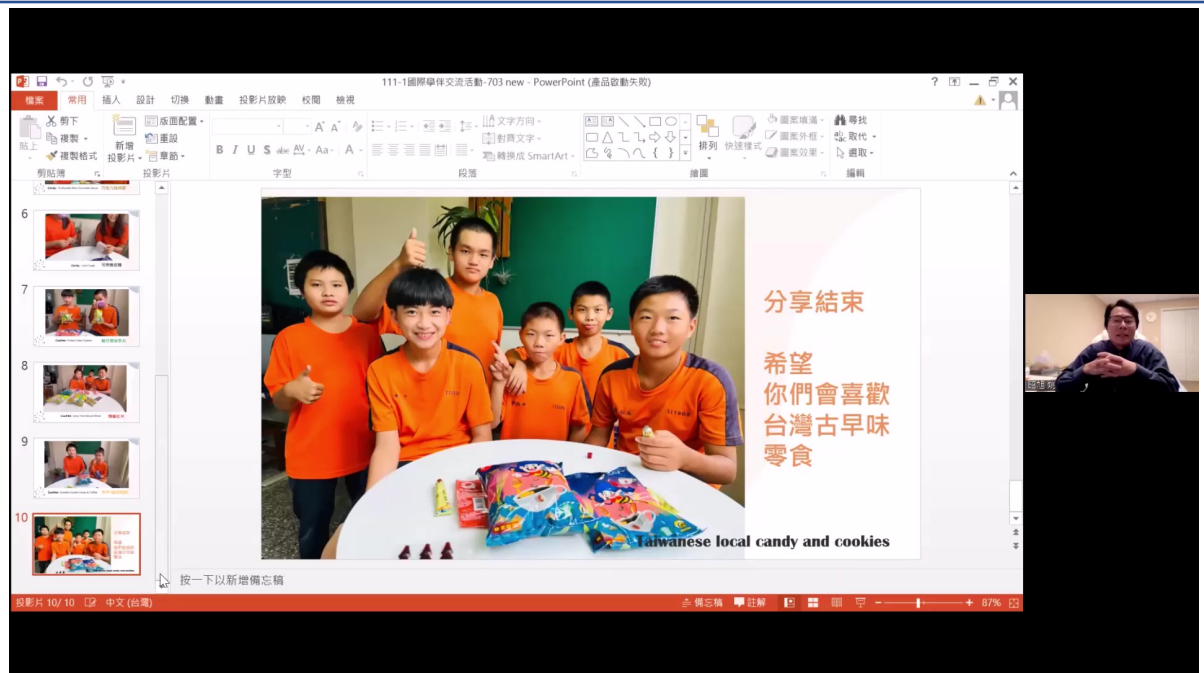 111-1國際學伴交流活動-703 new - PowerPoint (產品啟動失敗)
檔案 常用 插入 設計 切換 動畫 投影片放映 校閱 檢視
剪下 版面配置 文字方向 圖案填滿 尋找
貼上 複製 新增 投影片 重設 對齊文字 排列 快速樣式 圖案外框 取代
複製格式 章節 轉換成 SmartArt 圖案效果 選取
剪貼簿 投影片 字型 段落 繪圖 編輯
6
7
8
9
10
分享結束
希望
你們會喜歡
台灣古早味
零食
Taiwanese local candy and cookies
按一下以新增備忘稿
投影片 10/ 10 中文 (台灣) 備忘稿 註解 87%